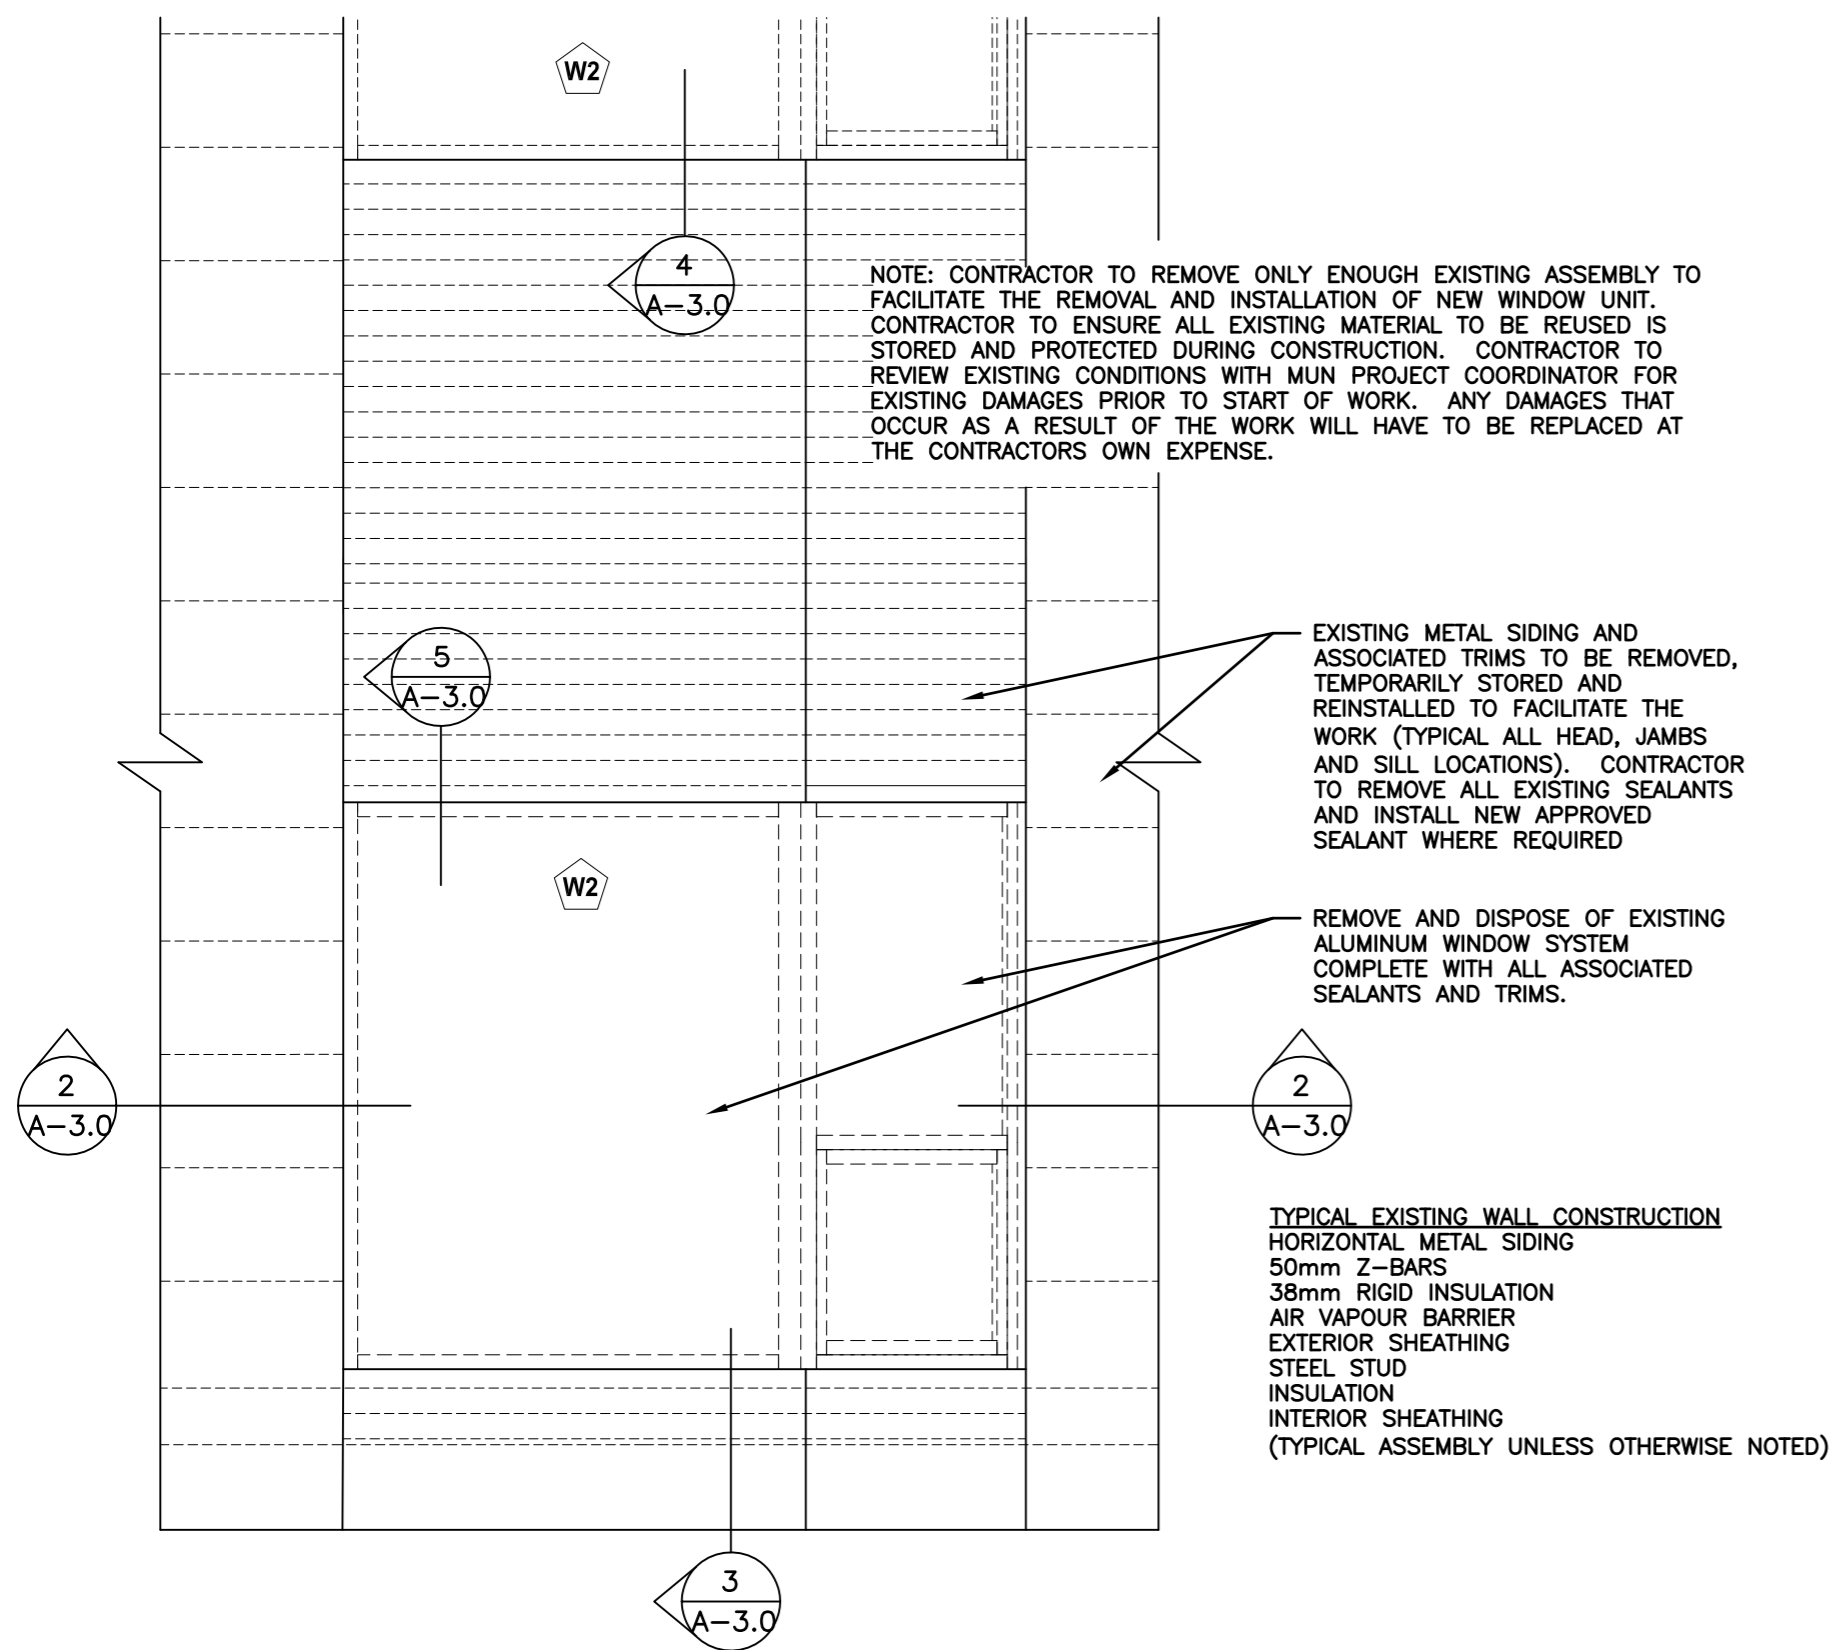 W2
4
A-3.0
NOTE: CONTRACTOR TO REMOVE ONLY ENOUGH EXISTING ASSEMBLY TO
FACILITATE THE REMOVAL AND INSTALLATION OF NEW WINDOW UNIT.
CONTRACTOR TO ENSURE ALL EXISTING MATERIAL TO BE REUSED IS
STORED AND PROTECTED DURING CONSTRUCTION. CONTRACTOR TO
REVIEW EXISTING CONDITIONS WITH MUN PROJECT COORDINATOR FOR
EXISTING DAMAGES PRIOR TO START OF WORK. ANY DAMAGES THAT
OCCUR AS A RESULT OF THE WORK WILL HAVE TO BE REPLACED AT
THE CONTRACTORS OWN EXPENSE.
5
A-3.0
EXISTING METAL SIDING AND
ASSOCIATED TRIMS TO BE REMOVED,
TEMPORARILY STORED AND
REINSTALLED TO FACILITATE THE
WORK (TYPICAL ALL HEAD, JAMBS
AND SILL LOCATIONS). CONTRACTOR
TO REMOVE ALL EXISTING SEALANTS
AND INSTALL NEW APPROVED
SEALANT WHERE REQUIRED
W2
REMOVE AND DISPOSE OF EXISTING
ALUMINUM WINDOW SYSTEM
COMPLETE WITH ALL ASSOCIATED
SEALANTS AND TRIMS.
2
A-3.0
2
A-3.0
TYPICAL EXISTING WALL CONSTRUCTION
HORIZONTAL METAL SIDING
50mm Z-BARS
38mm RIGID INSULATION
AIR VAPOUR BARRIER
EXTERIOR SHEATHING
STEEL STUD
INSULATION
INTERIOR SHEATHING
(TYPICAL ASSEMBLY UNLESS OTHERWISE NOTED)
3
A-3.0